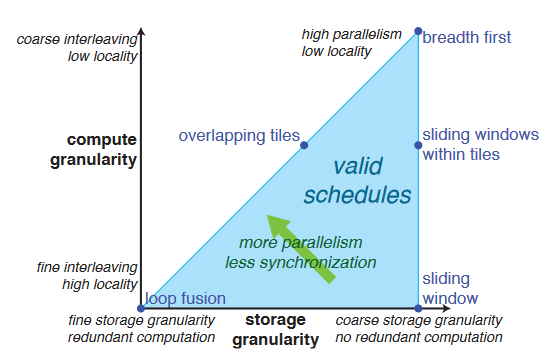 coarse interleaving
low locality
high parallelism
low locality
breadth first
compute
granularity
overlapping tiles
sliding windows
within tiles
valid
schedules
more parallelism
less synchronization
fine interleaving
high locality
loop fusion
sliding
window
fine storage granularity
redundant computation
storage
granularity
coarse storage granularity
no redundant computation